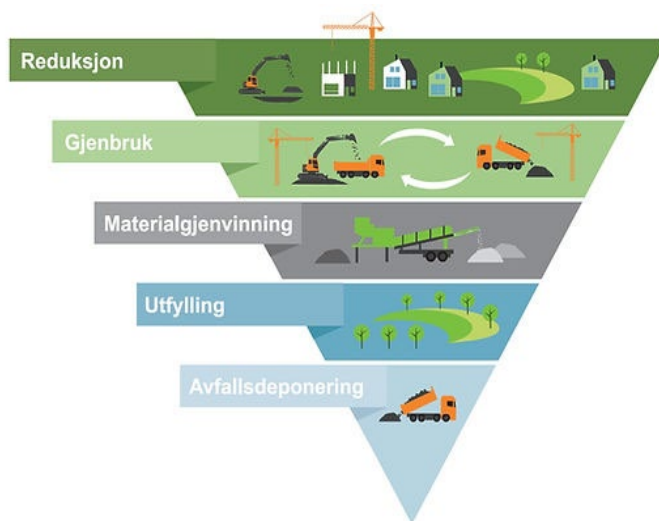 Reduksjon
Gjenbruk
Materialgjenvinning
Utfylling
Avfallsdeponering